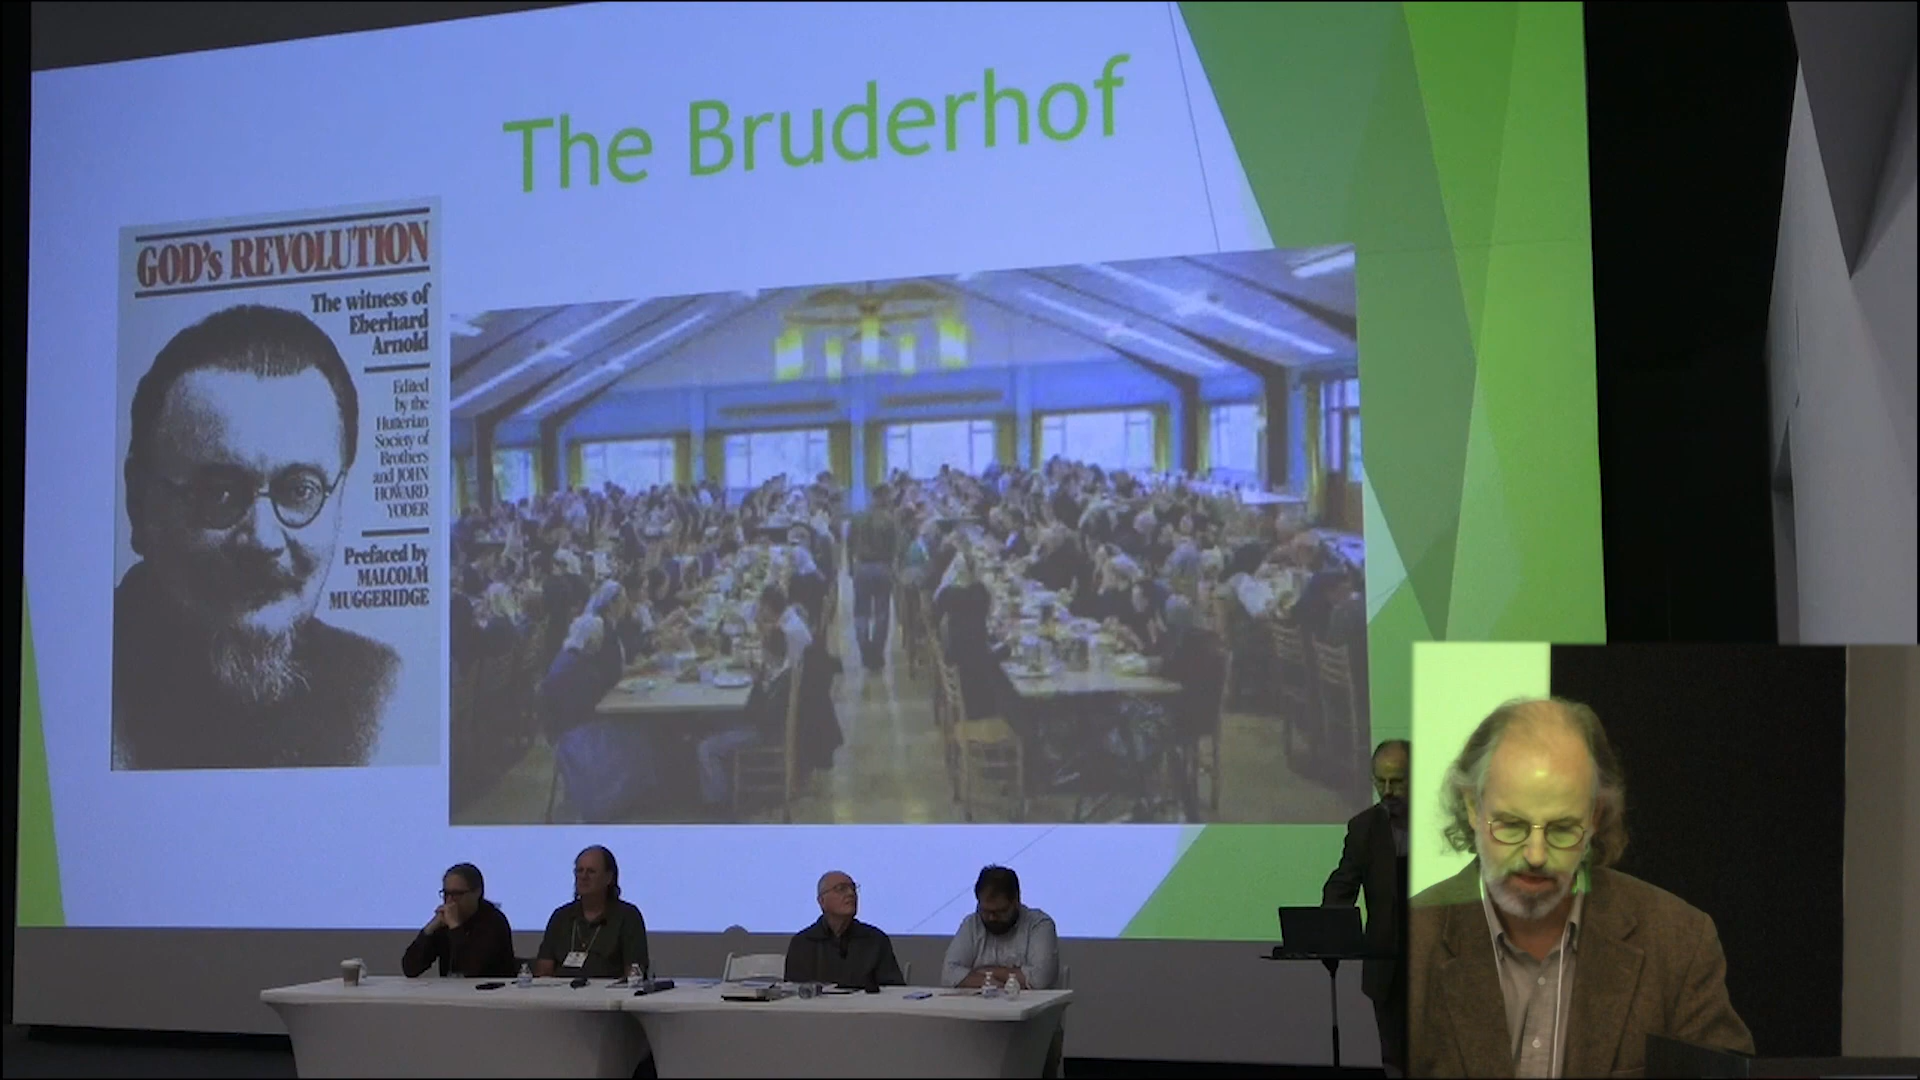 The Bruderhof
GOD's REVOLUTION
The witness of
Eberhard
Arnold
Edited
by the
Hutterian
Society of
Brothers
and JOHN
HOWARD
YODER
Prefaced by
MALCOLM
MUGGERIDGE